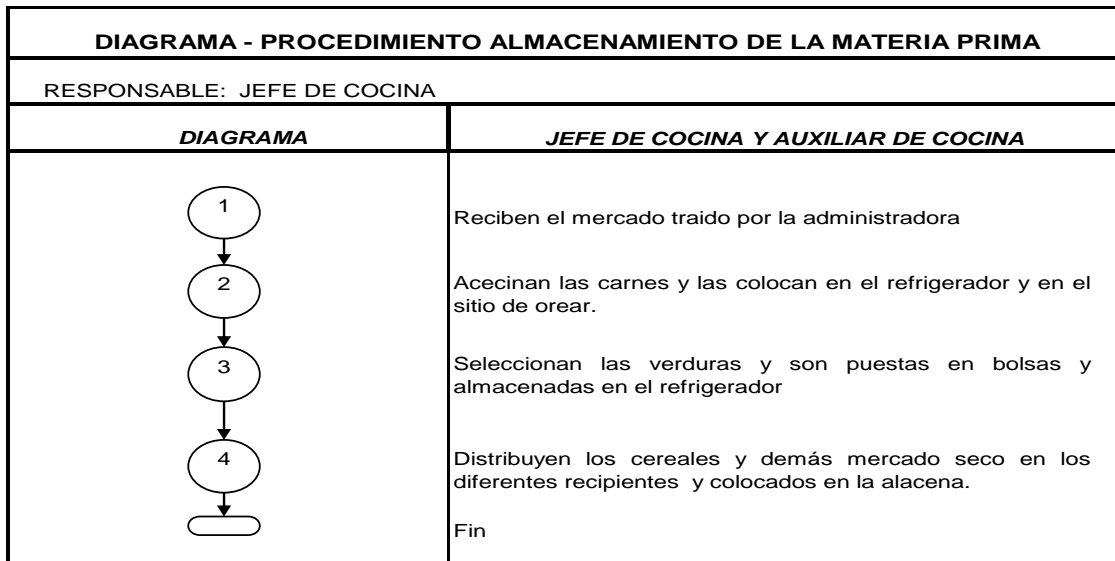 DIAGRAMA - PROCEDIMIENTO ALMACENAMIENTO DE LA MATERIA PRIMA
RESPONSABLE: JEFE DE COCINA
DIAGRAMA
JEFE DE COCINA Y AUXILIAR DE COCINA
1
Reciben el mercado traido por la administradora
2
Acecinan las carnes y las colocan en el refrigerador y en el
sitio de orear.
3
Seleccionan las verduras y son puestas en bolsas y
almacenadas en el refrigerador
4
Distribuyen los cereales y demás mercado seco en los
diferentes recipientes y colocados en la alacena.
Fin